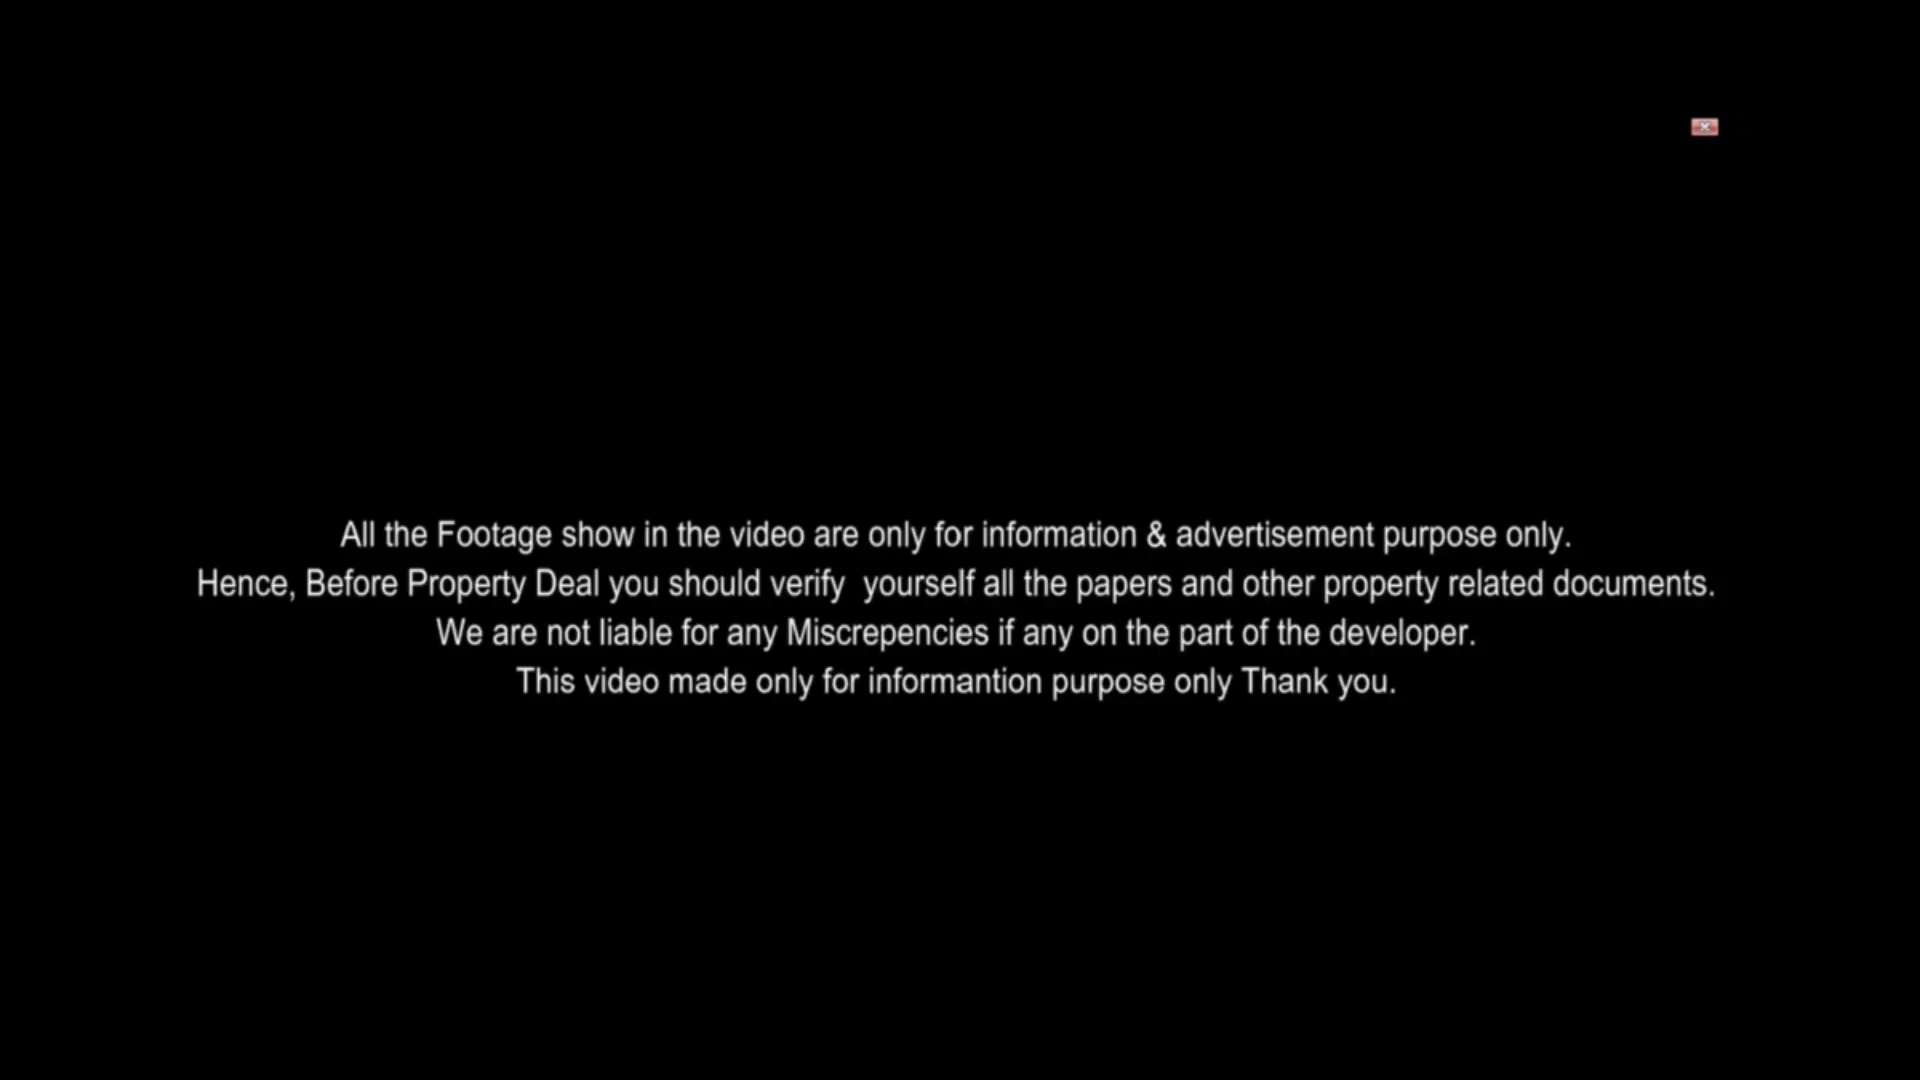 All the Footage show in the video are only for information & advertisement purpose only.
Hence, Before Property Deal you should verify  yourself all the papers and other property related documents.
We are not liable for any Miscrepencies if any on the part of the developer.
This video made only for informantion purpose only Thank you.